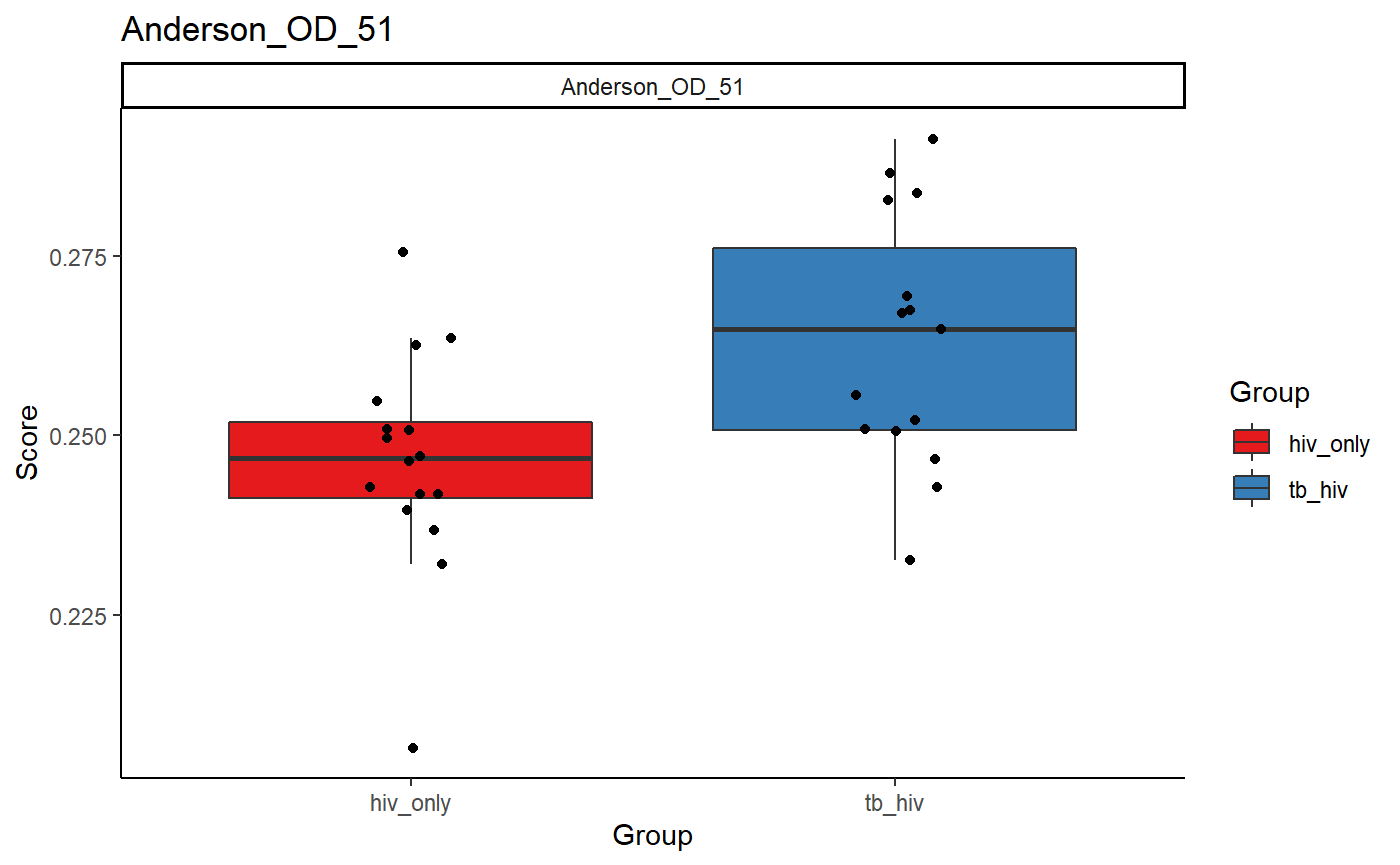 Anderson_OD_51
Anderson_OD_51
0.275
0.250
0.225
Score
hiv_only
tb_hiv
Group
Group
hiv_only
tb_hiv